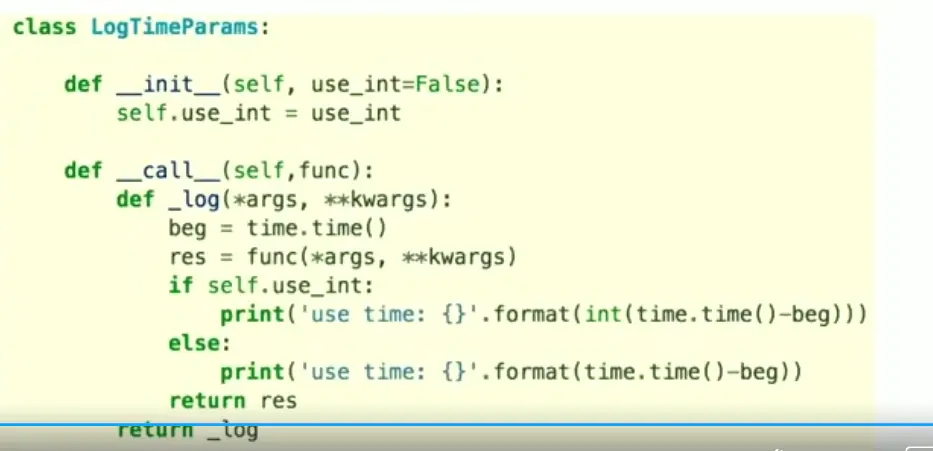 class LogTimeParams:
def __init__(self, use_int=False):
self.use_int = use_int
def __call__(self,func):
def _log(*args, **kwargs):
beg = time.time()
res = func(*args, **kwargs)
if self.use_int:
print('use time: {}'.format(int(time.time()-beg)))
else:
print('use time: {}'.format(time.time()-beg))
return res
return _log